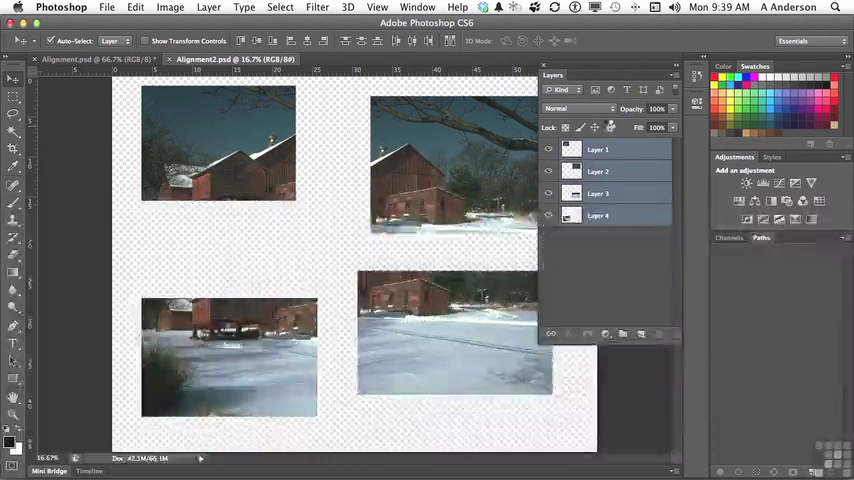 Photoshop File Edit Image Layer Type Select Filter 3D View Window Help Mon 9:39 AM A Anderson
Adobe Photoshop CS6
Auto-Select: Layer Show Transform Controls 3D Mode: Essentials
Alignment.psd @ 66.7% (RGB/8) * × Alignment2.psd @ 16.7% (RGB/8#)
Color Swatches
Layers
Kind
Normal Opacity: 100%
Lock: Fill: 100%
Layer 1
Layer 2
Layer 3
Layer 4
Adjustments Styles
Add an adjustment
Channels Paths
16.67% Doc: 42.3M/66.1M
Mini Bridge Timeline